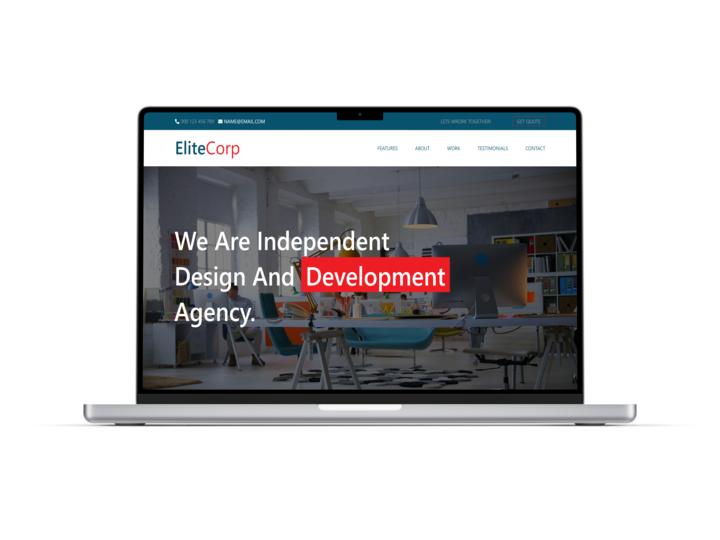 000 123 456 789 NAME@EMAIL.COM LETS WRORK TOGETHER! GET QUOTE
EliteCorp FEATURES ABOUT WORK TESTIMONIALS CONTACT
We Are Independent
Design And Development
Agency.